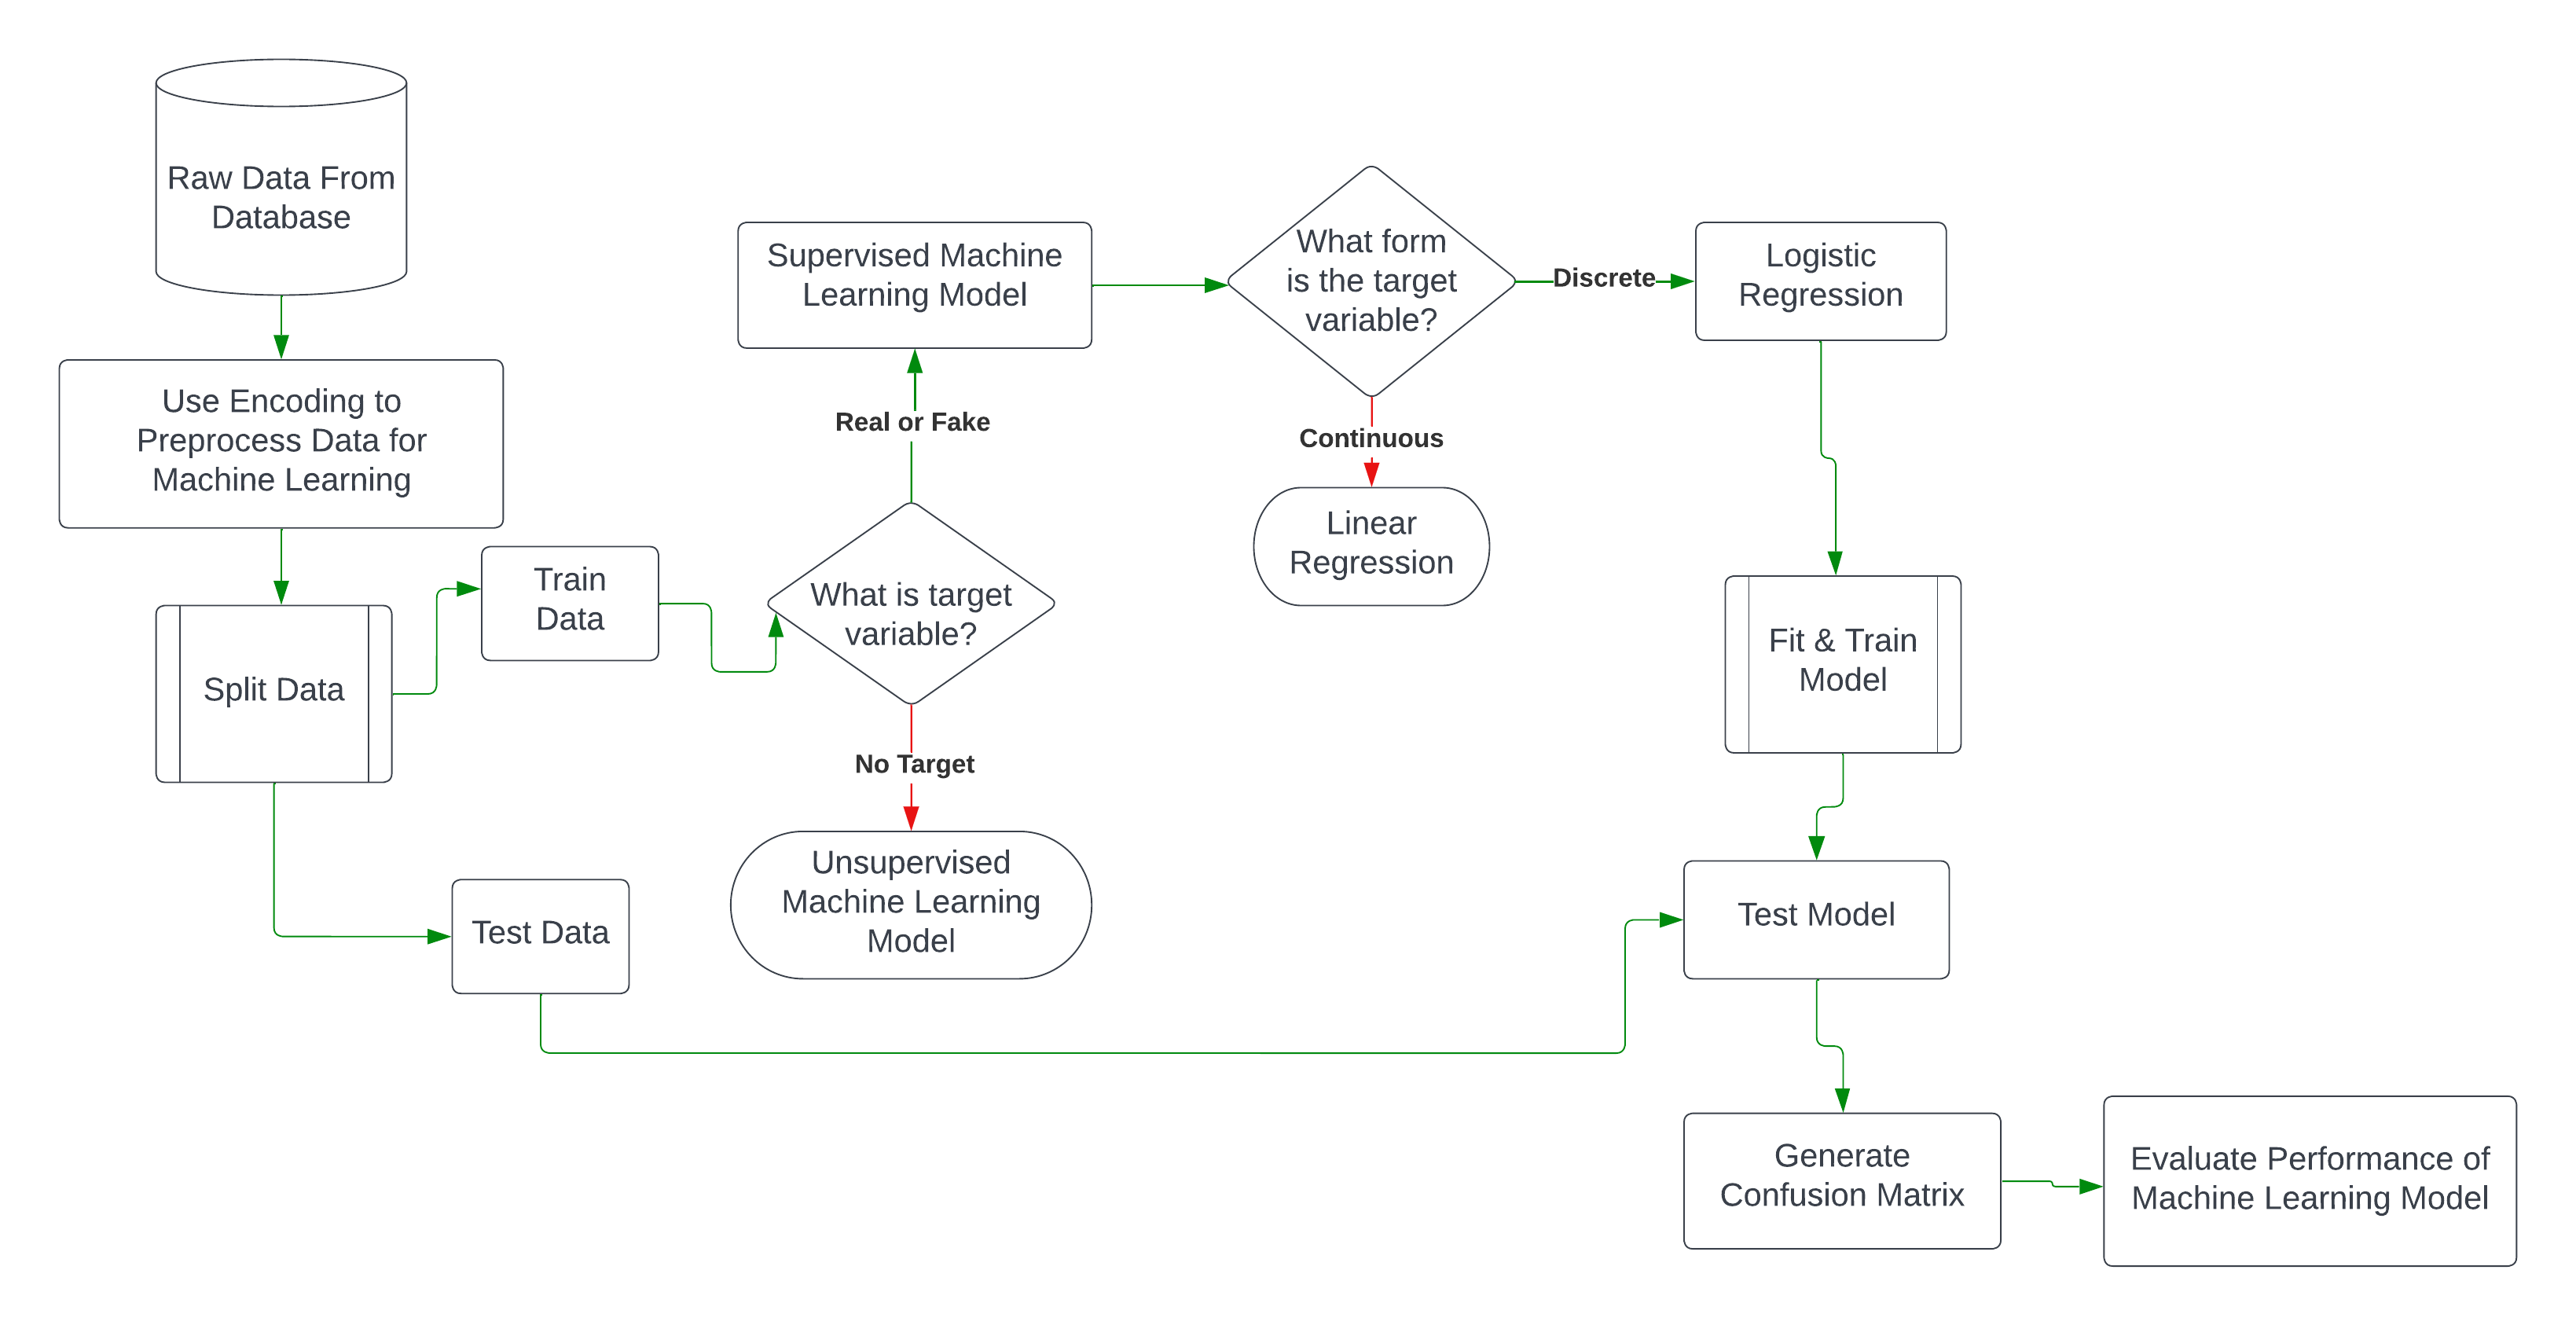 Raw Data From
Database
Use Encoding to
Preprocess Data for
Machine Learning
Split Data
Train
Data
Test Data
What is target
variable?
Real or Fake
No Target
Unsupervised
Machine Learning
Model
Supervised Machine
Learning Model
What form
is the target
variable?
Continuous
Linear
Regression
Discrete
Logistic
Regression
Fit & Train
Model
Test Model
Generate
Confusion Matrix
Evaluate Performance of
Machine Learning Model